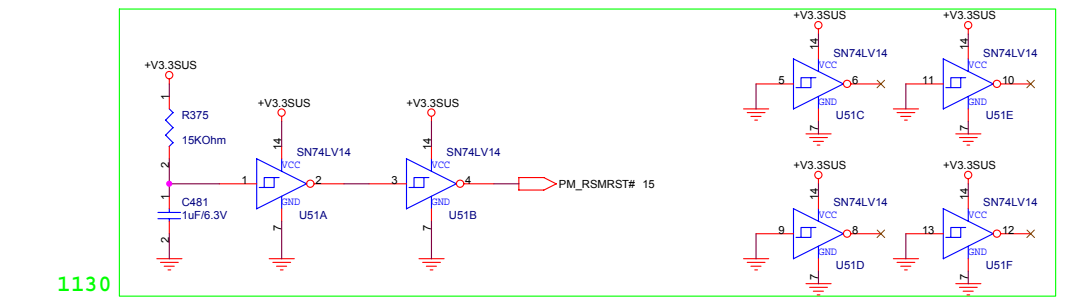 +V3.3SUS
1
R375
15KOhm
2
1
C481
1uF/6.3V
2
+V3.3SUS
14
SN74LV14
VCC
1
2
GND
U51A
7
+V3.3SUS
14
SN74LV14
VCC
3
4
GND
U51B
7
PM_RSMRST# 15
+V3.3SUS
14
SN74LV14
VCC
5
6
GND
U51C
7
+V3.3SUS
14
SN74LV14
VCC
11
10
GND
U51E
7
+V3.3SUS
14
SN74LV14
VCC
9
8
GND
U51D
7
+V3.3SUS
14
SN74LV14
VCC
13
12
GND
U51F
7
1130